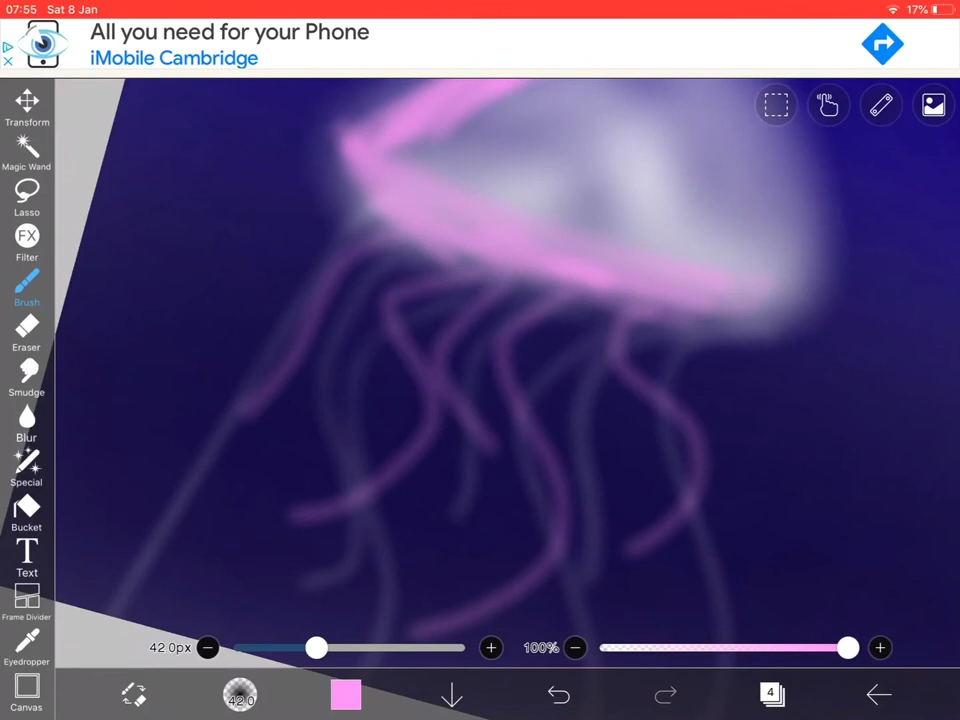 07:55 Sat 8 Jan 17%
All you need for your Phone
iMobile Cambridge
Transform
Magic Wand
Lasso
FX
Filter
Brush
Eraser
Smudge
Blur
Special
Bucket
T
Text
Frame Divider
Eyedropper
Canvas
42.0px
100%
42.0
4